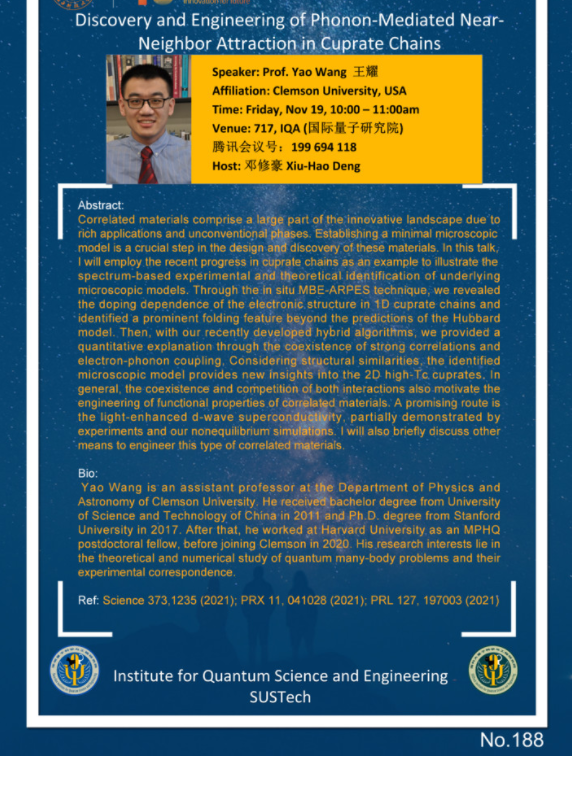 Innovation for future
Discovery and Engineering of Phonon-Mediated Near-
Neighbor Attraction in Cuprate Chains
Speaker: Prof. Yao Wang 王耀
Affiliation: Clemson University, USA
Time: Friday, Nov 19, 10:00 – 11:00am
Venue: 717, IQA (国际量子研究院)
腾讯会议号：199 694 118
Host: 邓修豪 Xiu-Hao Deng
Abstract:
Correlated materials comprise a large part of the innovative landscape due to
rich applications and unconventional phases. Establishing a minimal microscopic
model is a crucial step in the design and discovery of these materials. In this talk,
I will employ the recent progress in cuprate chains as an example to illustrate the
spectrum-based experimental and theoretical identification of underlying
microscopic models. Through the in situ MBE-ARPES technique, we revealed
the doping dependence of the electronic structure in 1D cuprate chains and
identified a prominent folding feature beyond the predictions of the Hubbard
model. Then, with our recently developed hybrid algorithms, we provided a
quantitative explanation through the coexistence of strong correlations and
electron-phonon coupling. Considering structural similarities, the identified
microscopic model provides new insights into the 2D high-Tc cuprates. In
general, the coexistence and competition of both interactions also motivate the
engineering of functional properties of correlated materials. A promising route is
the light-enhanced d-wave superconductivity, partially demonstrated by
experiments and our nonequilibrium simulations. I will also briefly discuss other
means to engineer this type of correlated materials.
Bio:
Yao Wang is an assistant professor at the Department of Physics and
Astronomy of Clemson University. He received bachelor degree from University
of Science and Technology of China in 2011 and Ph.D. degree from Stanford
University in 2017. After that, he worked at Harvard University as an MPHQ
postdoctoral fellow, before joining Clemson in 2020. His research interests lie in
the theoretical and numerical study of quantum many-body problems and their
experimental correspondence.
Ref: Science 373,1235 (2021); PRX 11, 041028 (2021); PRL 127, 197003 (2021)
Institute for Quantum Science and Engineering
SUSTech
No.188